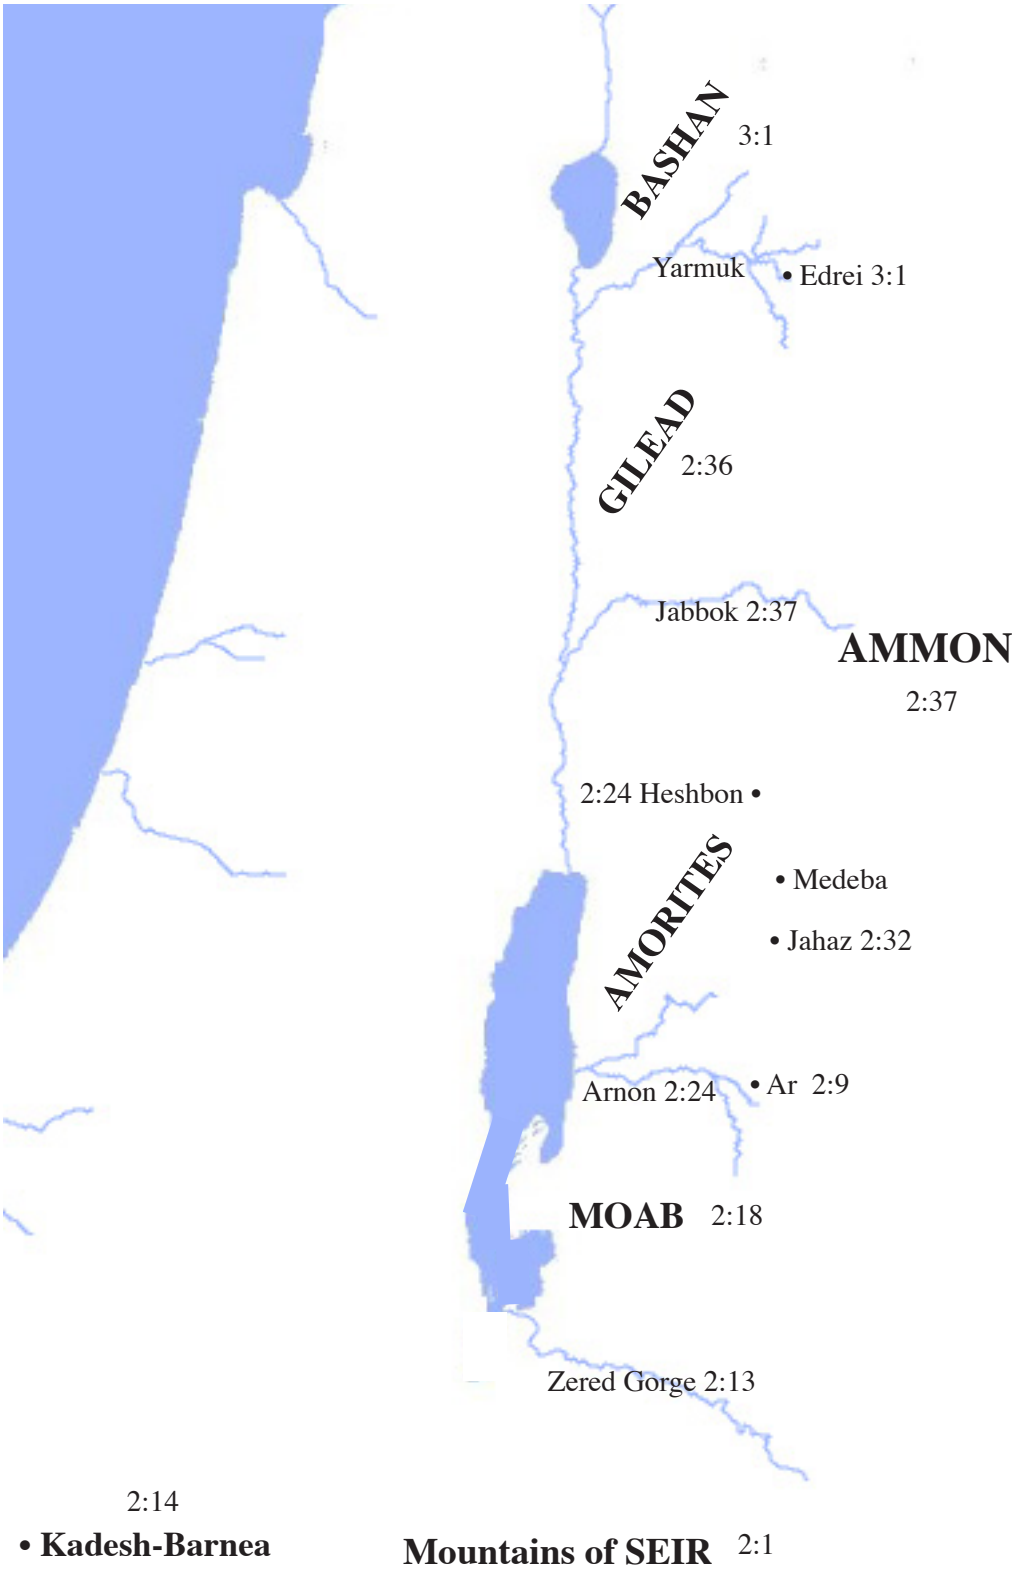 BASHAN
3:1
Yarmuk
• Edrei 3:1
GILEAD
2:36
Jabbok 2:37
AMMON
2:37
2:24 Heshbon •
AMORITES
• Medeba
• Jahaz 2:32
Arnon 2:24
• Ar 2:9
MOAB 2:18
Zered Gorge 2:13
2:14
• Kadesh-Barnea
Mountains of SEIR 2:1